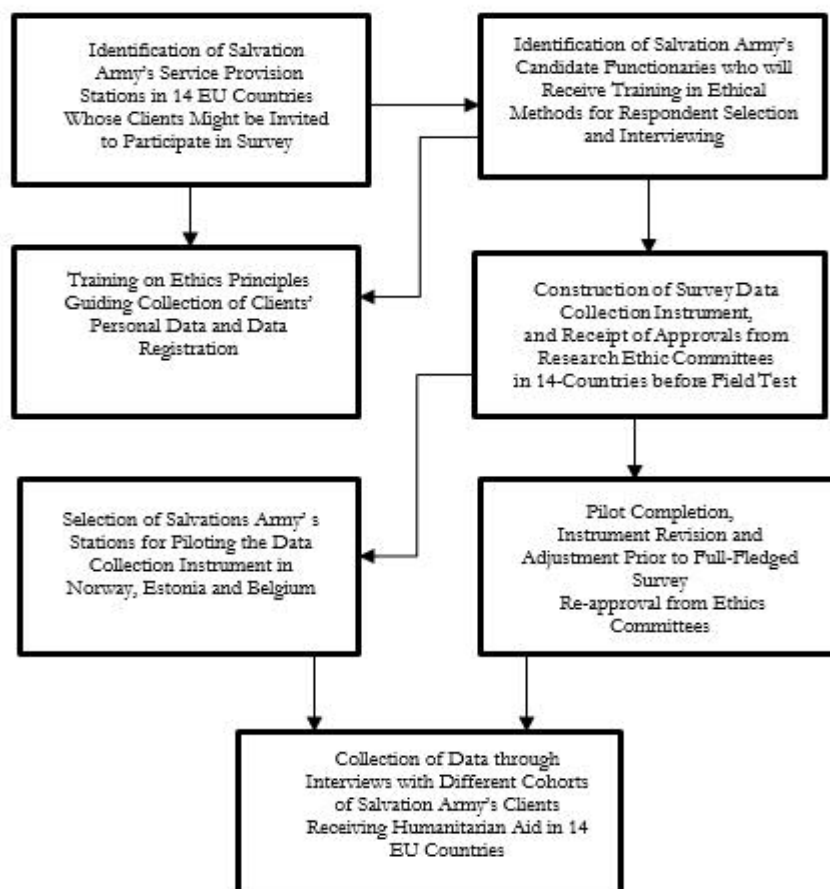 Identification of Salvation
Army's Service Provision
Stations in 14 EU Countries
Whose Clients Might be Invited
to Participate in Survey
Identification of Salvation Army's
Candidate Functionaries who will
Receive Training in Ethical
Methods for Respondent Selection
and Interviewing
Training on Ethics Principles
Guiding Collection of Clients'
Personal Data and Data
Registration
Construction of Survey Data
Collection Instrument,
and Receipt of Approvals from
Research Ethic Committees
in 14-Countries before Field Test
Selection of Salvations Army' s
Stations for Piloting the Data
Collection Instrument in
Norway, Estonia and Belgium
Pilot Completion,
Instrument Revision and
Adjustment Prior to Full-Fledged
Survey
Re-approval from Ethics
Committees
Collection of Data through
Interviews with Different Cohorts
of Salvation Army's Clients
Receiving Humanitarian Aid in 14
EU Countries